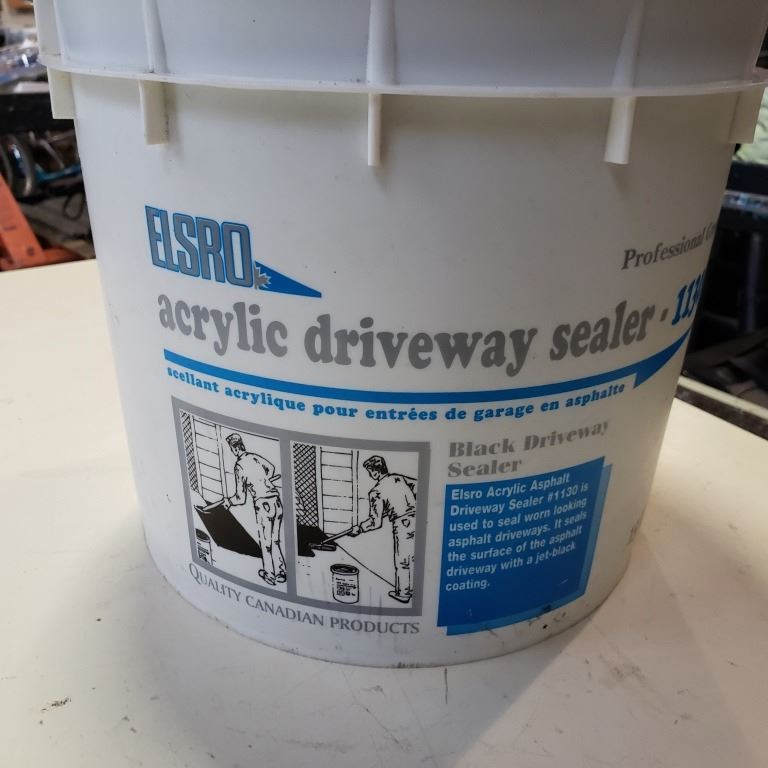 ELSRO
Professional
acrylic driveway sealer - 113
scellant acrylique pour entrées de garage en asphalte
Black Driveway
Sealer
Elsro Acrylic Asphalt
Driveway Sealer #1130 is
used to seal worn looking
asphalt driveways. It seals
the surface of the asphalt
driveway with a jet-black
coating.
QUALITY CANADIAN PRODUCTS